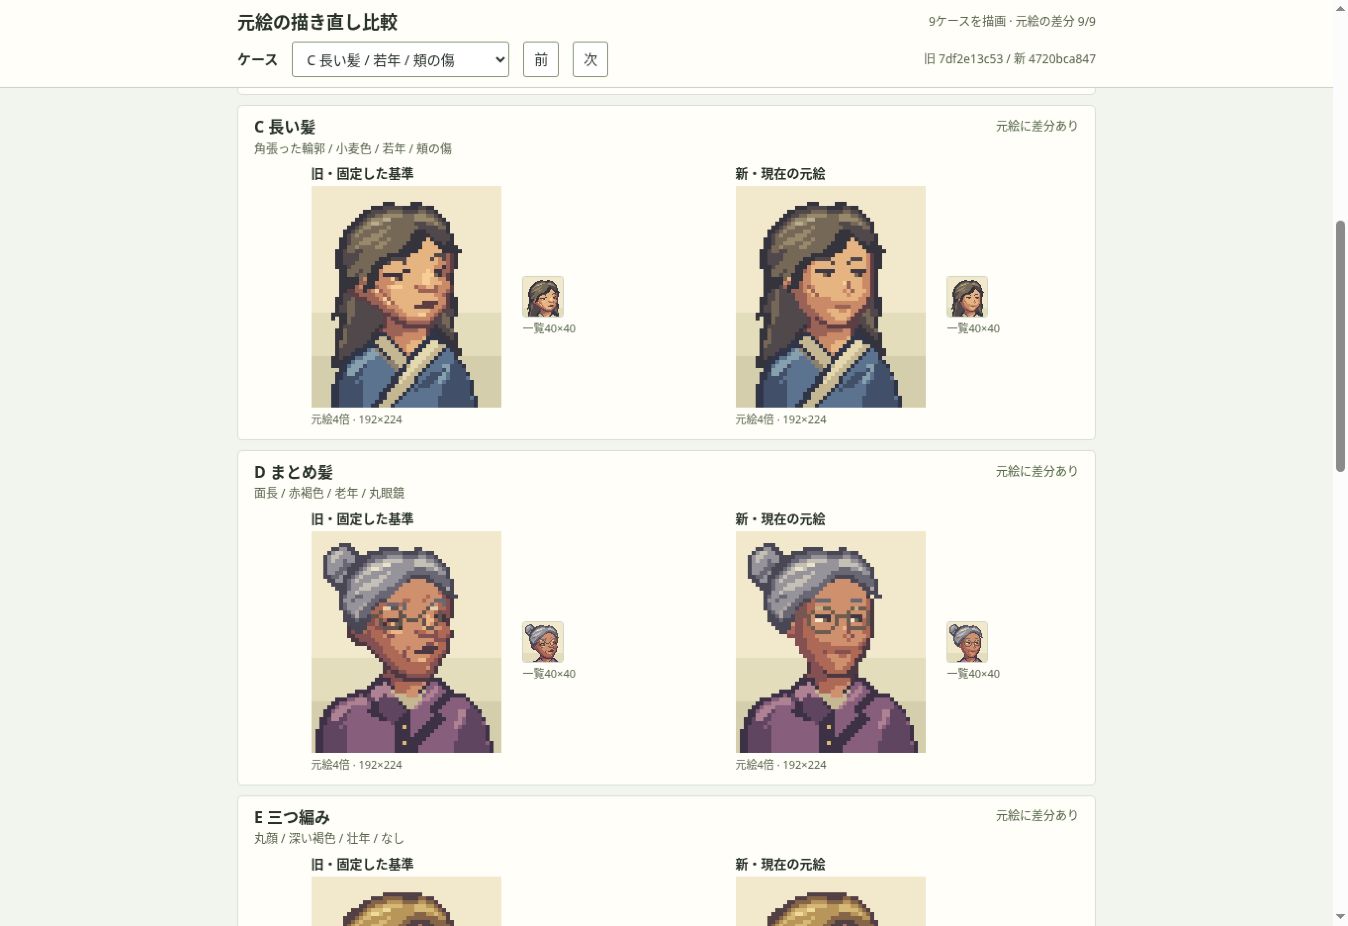 元絵の描き直し比較
9ケースを描画 · 元絵の差分 9/9
ケース
C 長い髪 / 若年 / 頬の傷
前
次
旧 7df2e13c53 / 新 4720bca847
C 長い髪
元絵に差分あり
角張った輪郭 / 小麦色 / 若年 / 頬の傷
旧・固定した基準
新・現在の元絵
一覧40×40
一覧40×40
元絵4倍 · 192×224
元絵4倍 · 192×224
D まとめ髪
元絵に差分あり
面長 / 赤褐色 / 老年 / 丸眼鏡
旧・固定した基準
新・現在の元絵
一覧40×40
一覧40×40
元絵4倍 · 192×224
元絵4倍 · 192×224
E 三つ編み
元絵に差分あり
丸顔 / 深い褐色 / 壮年 / なし
旧・固定した基準
新・現在の元絵